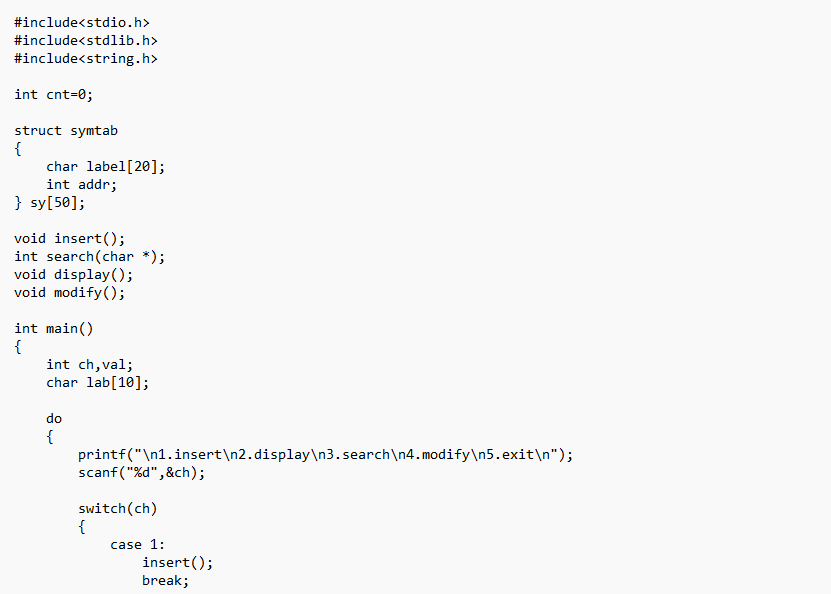 #include<stdio.h>
#include<stdlib.h>
#include<string.h>

int cnt=0;

struct symtab
{
    char label[20];
    int addr;
} sy[50];

void insert();
int search(char *);
void display();
void modify();

int main()
{
    int ch,val;
    char lab[10];

    do
    {
        printf("\n1.insert\n2.display\n3.search\n4.modify\n5.exit\n");
        scanf("%d",&ch);

        switch(ch)
        {
            case 1:
                insert();
                break;